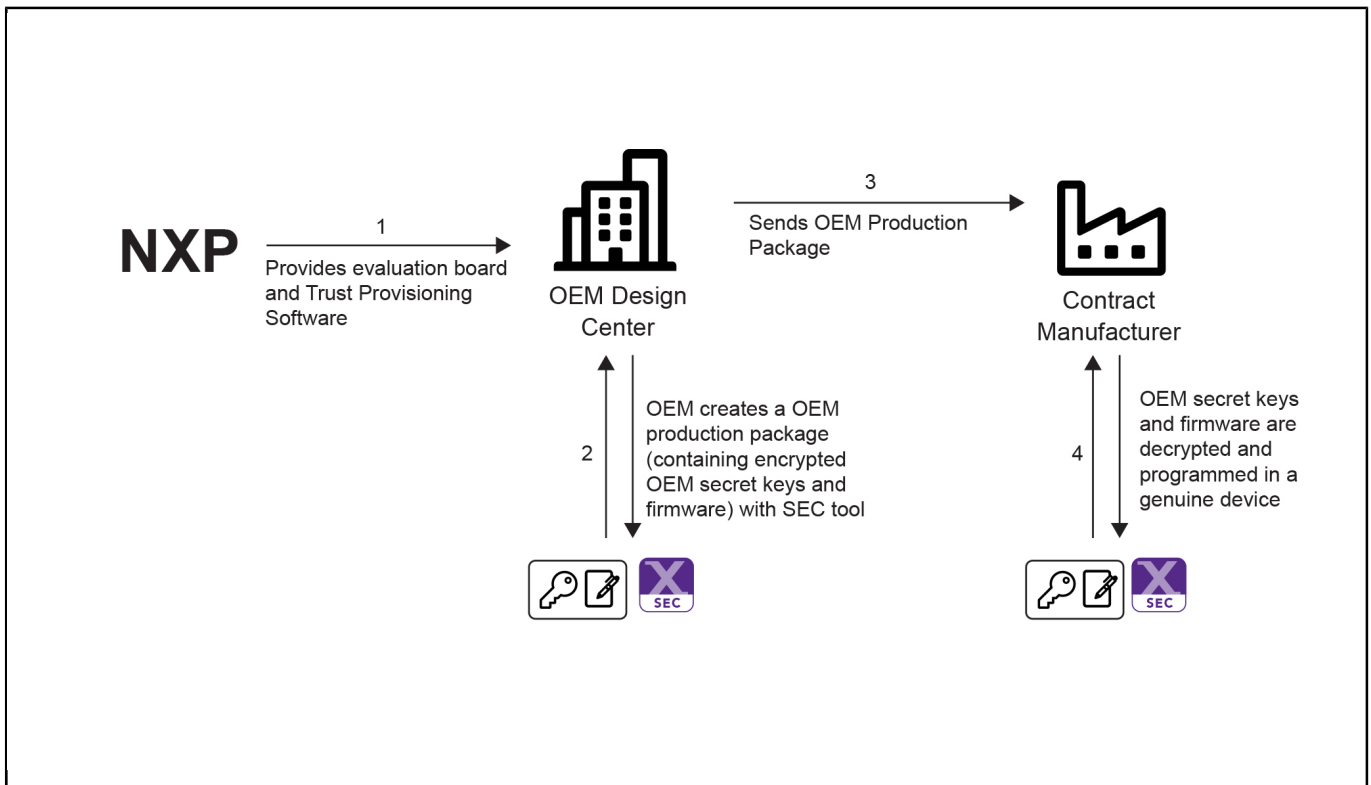 NXP
1
Provides evaluation board
and Trust Provisioning
Software
OEM Design
Center
3
Sends OEM Production
Package
Contract
Manufacturer
2
OEM creates a OEM
production package
(containing encrypted
OEM secret keys and
firmware) with SEC tool
4
OEM secret keys
and firmware are
decrypted and
programmed in a
genuine device
X
SEC
X
SEC